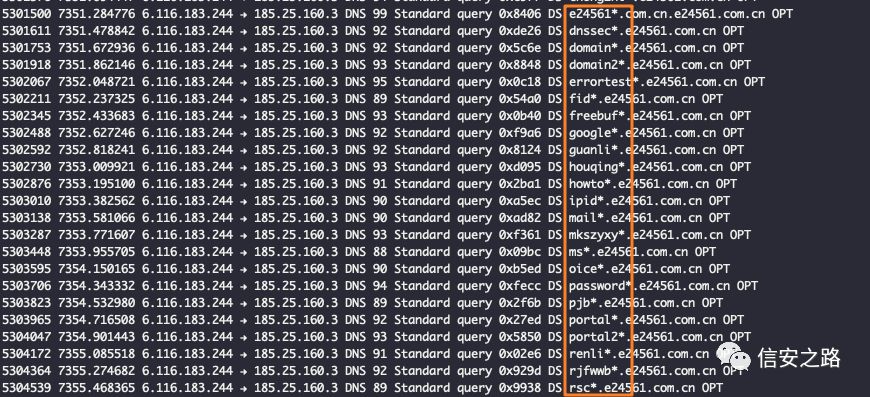 5301500 7351.284776 6.116.183.244 → 185.25.160.3 DNS 99 Standard query 0x8406 DS e24561*.com.cn.e24561.com.cn OPT
5301611 7351.478842 6.116.183.244 → 185.25.160.3 DNS 92 Standard query 0xde26 DS dnssec*.e24561.com.cn OPT
5301753 7351.672936 6.116.183.244 → 185.25.160.3 DNS 92 Standard query 0x5c6e DS domain*.e24561.com.cn OPT
5301918 7351.862146 6.116.183.244 → 185.25.160.3 DNS 93 Standard query 0x8848 DS domain2*.e24561.com.cn OPT
5302067 7352.048721 6.116.183.244 → 185.25.160.3 DNS 95 Standard query 0x0c18 DS errortest*.e24561.com.cn OPT
5302211 7352.237325 6.116.183.244 → 185.25.160.3 DNS 89 Standard query 0x54a0 DS fid*.e24561.com.cn OPT
5302345 7352.433683 6.116.183.244 → 185.25.160.3 DNS 93 Standard query 0x0b40 DS freebuf*.e24561.com.cn OPT
5302488 7352.627246 6.116.183.244 → 185.25.160.3 DNS 92 Standard query 0xf9a6 DS google*.e24561.com.cn OPT
5302592 7352.818241 6.116.183.244 → 185.25.160.3 DNS 92 Standard query 0x8124 DS guanli*.e24561.com.cn OPT
5302730 7353.009921 6.116.183.244 → 185.25.160.3 DNS 93 Standard query 0xd095 DS houqing*.e24561.com.cn OPT
5302876 7353.195100 6.116.183.244 → 185.25.160.3 DNS 91 Standard query 0x2ba1 DS howto*.e24561.com.cn OPT
5303010 7353.382562 6.116.183.244 → 185.25.160.3 DNS 90 Standard query 0xa5ec DS ipid*.e24561.com.cn OPT
5303138 7353.581066 6.116.183.244 → 185.25.160.3 DNS 90 Standard query 0xad82 DS mail*.e24561.com.cn OPT
5303287 7353.771607 6.116.183.244 → 185.25.160.3 DNS 93 Standard query 0xf361 DS mkszyxy*.e24561.com.cn OPT
5303448 7353.955705 6.116.183.244 → 185.25.160.3 DNS 88 Standard query 0x09bc DS ms*.e24561.com.cn OPT
5303595 7354.150165 6.116.183.244 → 185.25.160.3 DNS 90 Standard query 0xb5ed DS oice*.e24561.com.cn OPT
5303706 7354.343332 6.116.183.244 → 185.25.160.3 DNS 94 Standard query 0xfecc DS password*.e24561.com.cn OPT
5303823 7354.532980 6.116.183.244 → 185.25.160.3 DNS 89 Standard query 0x2f6b DS pjb*.e24561.com.cn OPT
5303965 7354.716508 6.116.183.244 → 185.25.160.3 DNS 92 Standard query 0x27ed DS portal*.e24561.com.cn OPT
5304047 7354.901443 6.116.183.244 → 185.25.160.3 DNS 93 Standard query 0x5850 DS portal2*.e24561.com.cn OPT
5304172 7355.085518 6.116.183.244 → 185.25.160.3 DNS 91 Standard query 0x02e6 DS renli*.e24561.com.cn
5304364 7355.274682 6.116.183.244 → 185.25.160.3 DNS 92 Standard query 0x929d DS rjfwwb*.e24561.com.cn
5304539 7355.468365 6.116.183.244 → 185.25.160.3 DNS 89 Standard query 0x9938 DS rsc*.e24561.com.cn OPT
信安之路